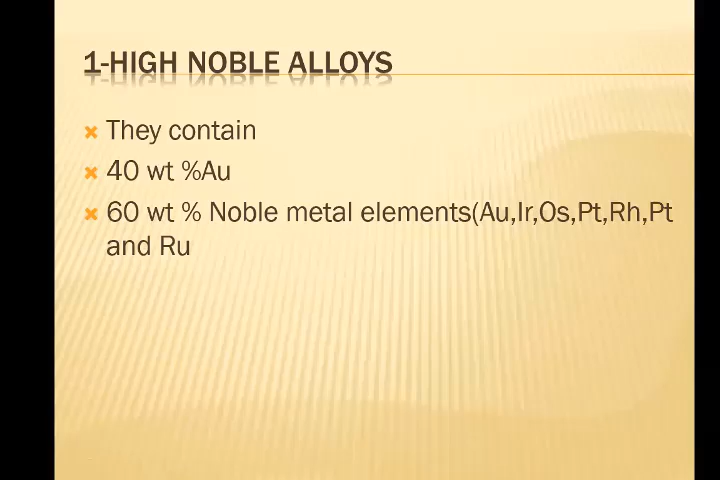 1-HIGH NOBLE ALLOYS
They contain
40 wt %Au
60 wt % Noble metal elements(Au,Ir,Os,Pt,Rh,Pt
and Ru